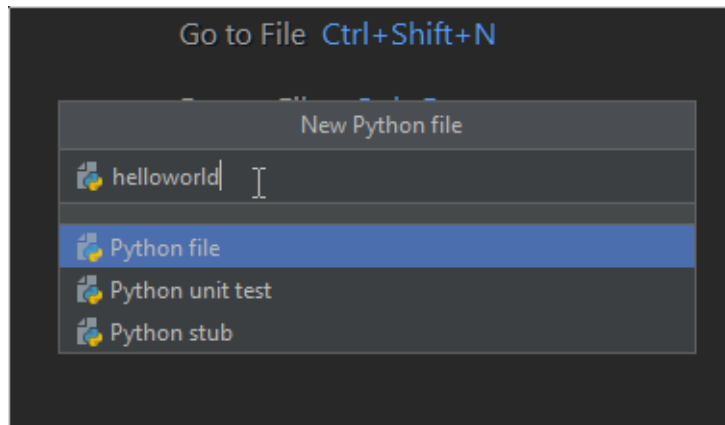 Go to File Ctrl+Shift+N
New Python file
helloworld
Python file
Python unit test
Python stub